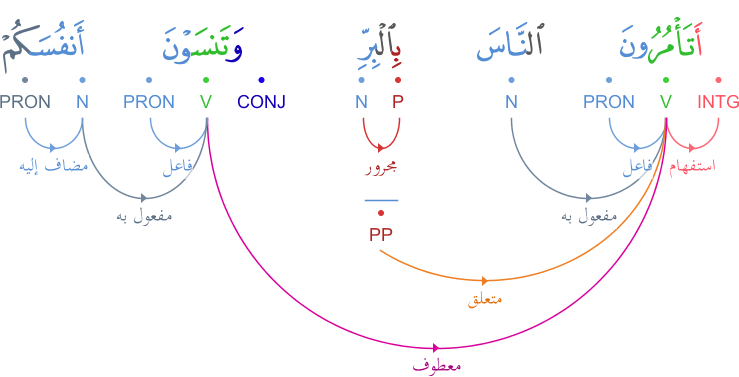 أَتَأْمُرُونَ ٱلنَّاسَ بِٱلْبِرِّ وَتَنسَوْنَ أَنفُسَكُمْ
INTG V PRON N P N CONJ V PRON N PRON
استفهام فاعل مجرور فاعل مضاف إليه
مفعول به مفعول به
PP
متعلق
معطوف